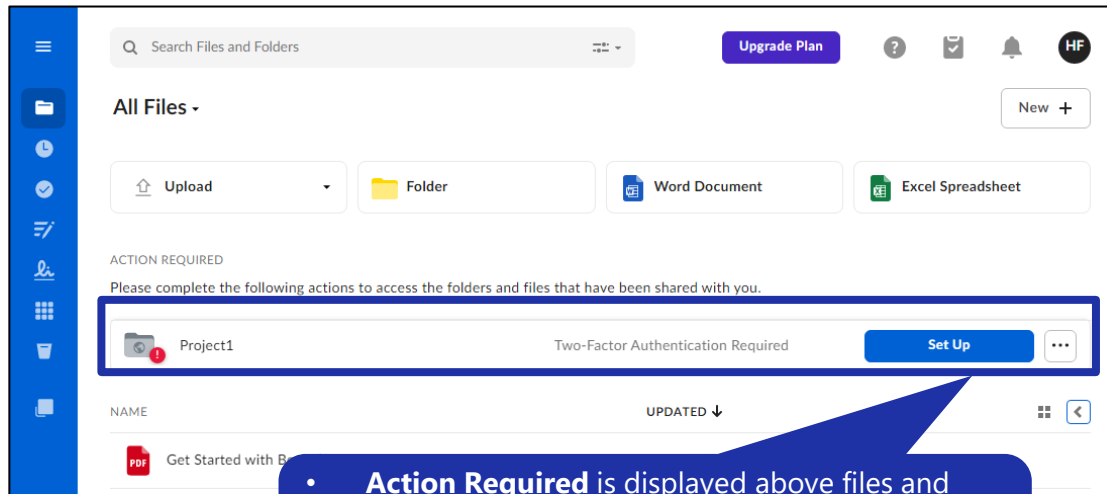 Search Files and Folders
Upgrade Plan
?
HF
All Files
New +
Upload
Folder
Word Document
Excel Spreadsheet
ACTION REQUIRED
Please complete the following actions to access the folders and files that have been shared with you.
Project1
Two-Factor Authentication Required
Set Up
...
NAME
UPDATED ↓
PDF
Get Started with
• Action Required is displayed above files and